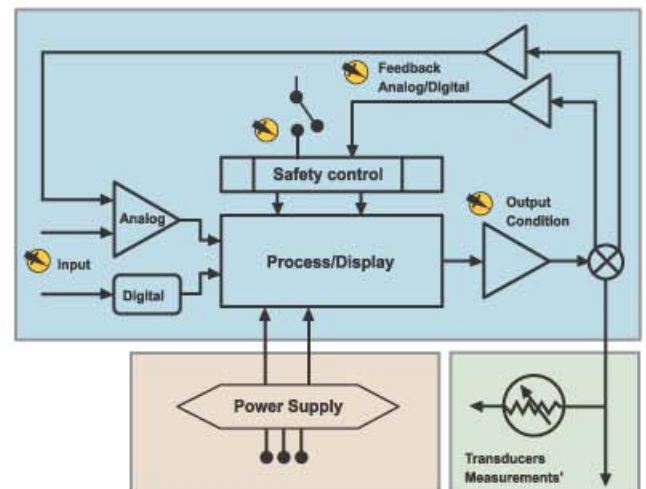 Feedback
Analog/Digital
Safety control
Analog
Output
Condition
Input
Process/Display
Digital
Power Supply
Transducers
Measurements'